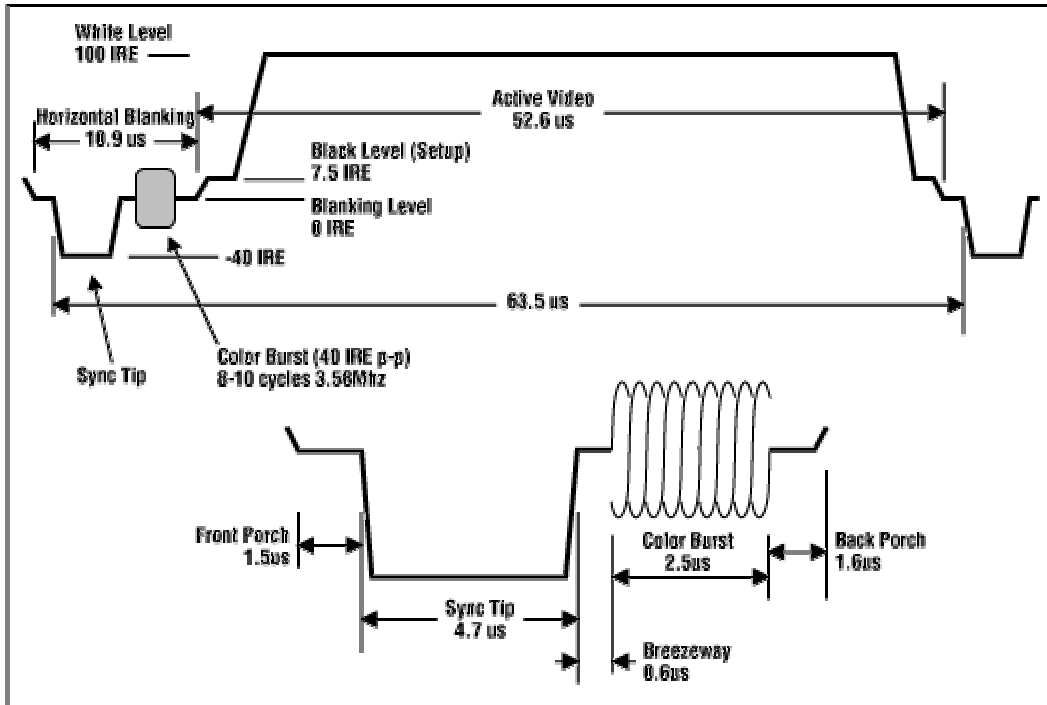 White Level
100 IRE
Active Video
52.6 us
Horizontal Blanking
10.9 us
Black Level (Setup)
7.5 IRE
Blanking Level
0 IRE
-40 IRE
63.5 us
Sync Tip
Color Burst (40 IRE p-p)
8-10 cycles 3.56Mhz
Front Porch
1.5us
Color Burst
2.5us
Back Porch
1.6us
Sync Tip
4.7 us
Breezeway
0.6us